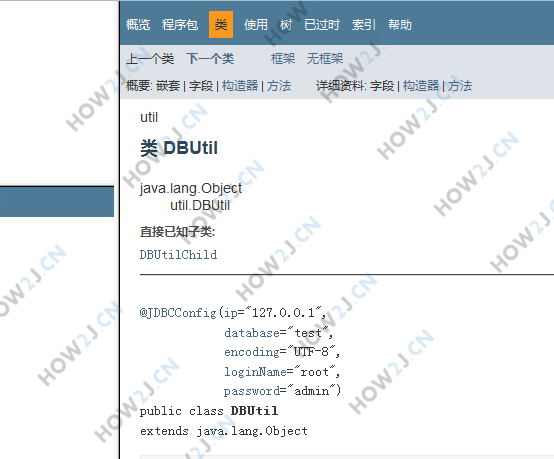 概览 程序包 类 使用 树 已过时 索引 帮助
上一个类 下一个类 框架 无框架
概要: 嵌套 | 字段 | 构造器 | 方法 详细资料: 字段 | 构造器 | 方法
util
类 DBUtil
java.lang.Object
util.DBUtil
直接已知子类:
DBUtilChild
@JDBCConfig(ip="127.0.0.1",
database="test",
encoding="UTF-8",
loginName="root",
password="admin")
public class DBUtil
extends java.lang.Object
HOW2J.CN
HOW2J.CN
HOW2J.CN
HOW2J.CN
HOW2J.CN
HOW2J.CN
HOW2J.CN
HOW2J.CN
HOW2J.CN
HOW2J.CN